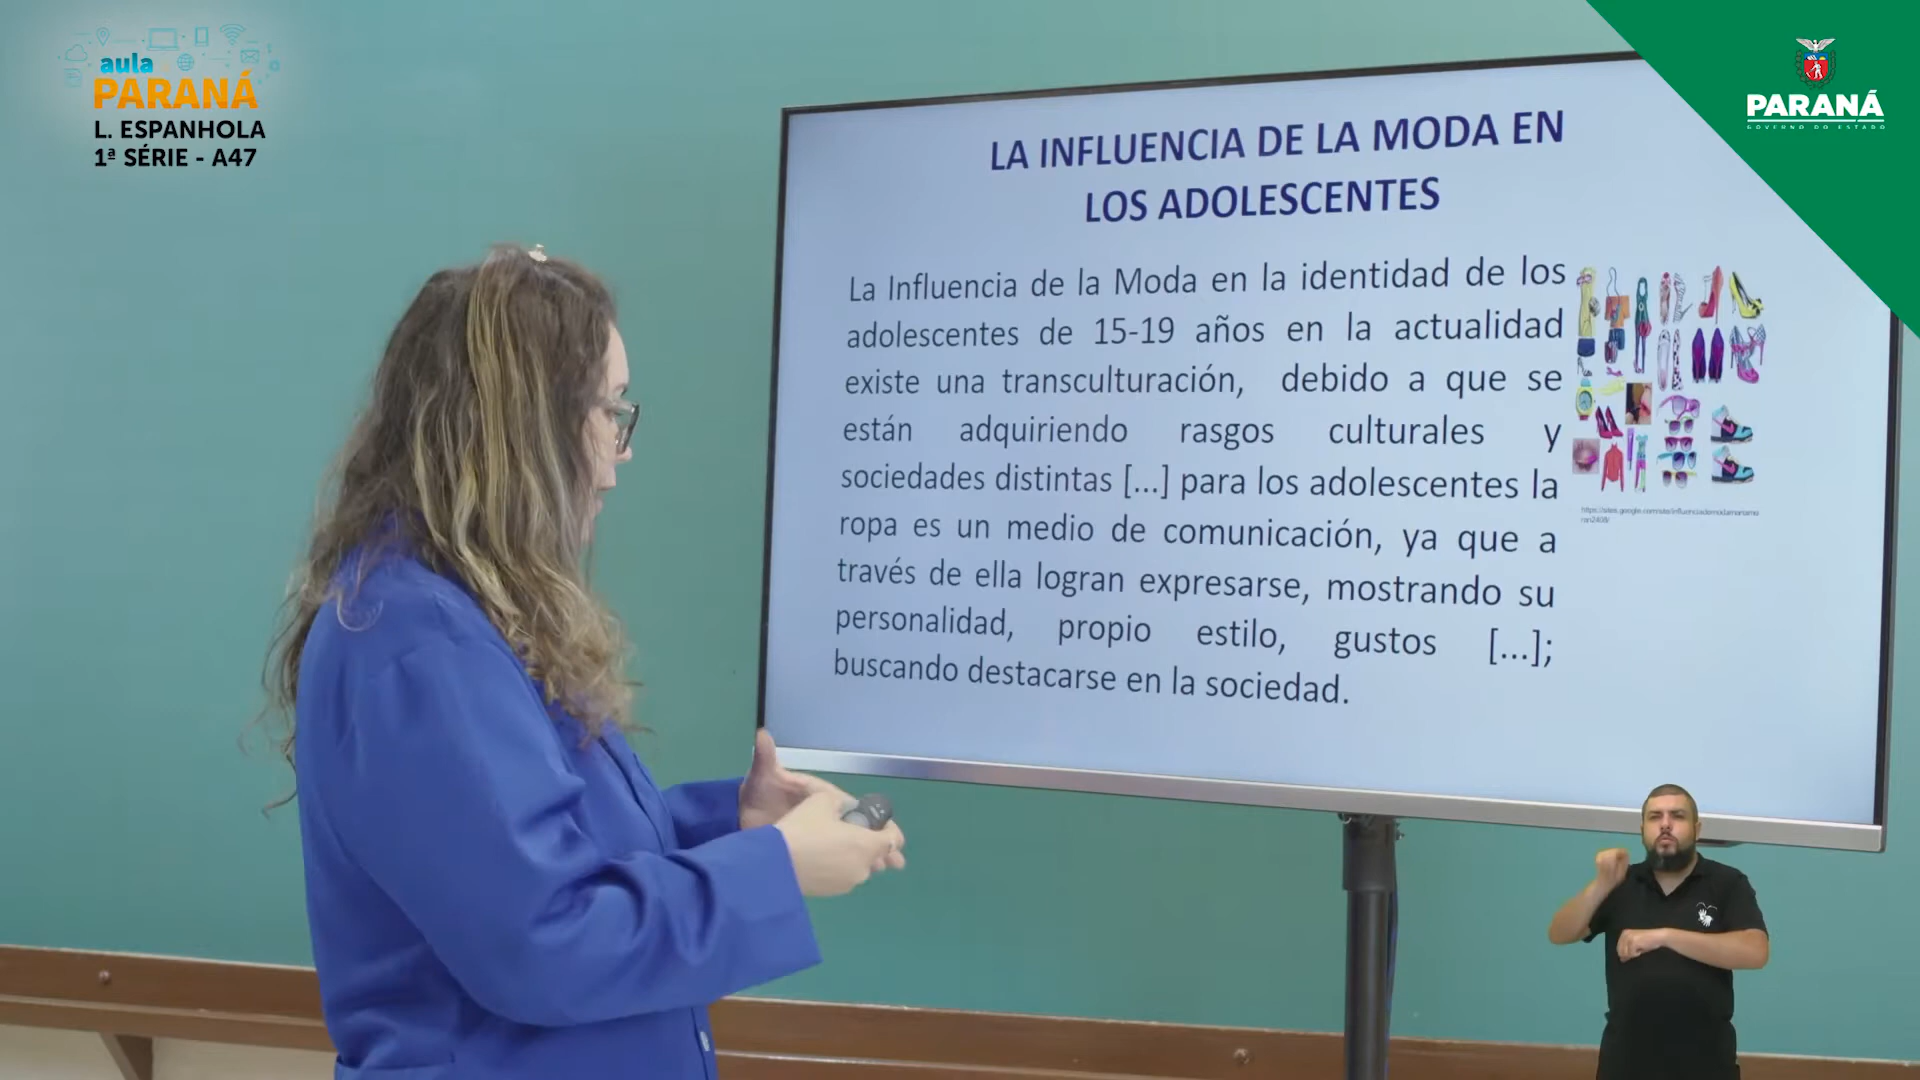 aula
PARANÁ
L. ESPANHOLA
1ª SÉRIE - A47
PARANÁ
GOVERNO DO ESTADO
LA INFLUENCIA DE LA MODA EN
LOS ADOLESCENTES
La Influencia de la Moda en la identidad de los
adolescentes de 15-19 años en la actualidad
existe una transculturación, debido a que se
están adquiriendo rasgos culturales y
sociedades distintas [...] para los adolescentes la
ropa es un medio de comunicación, ya que a
través de ella logran expresarse, mostrando su
personalidad, propio estilo, gustos [...];
buscando destacarse en la sociedad.